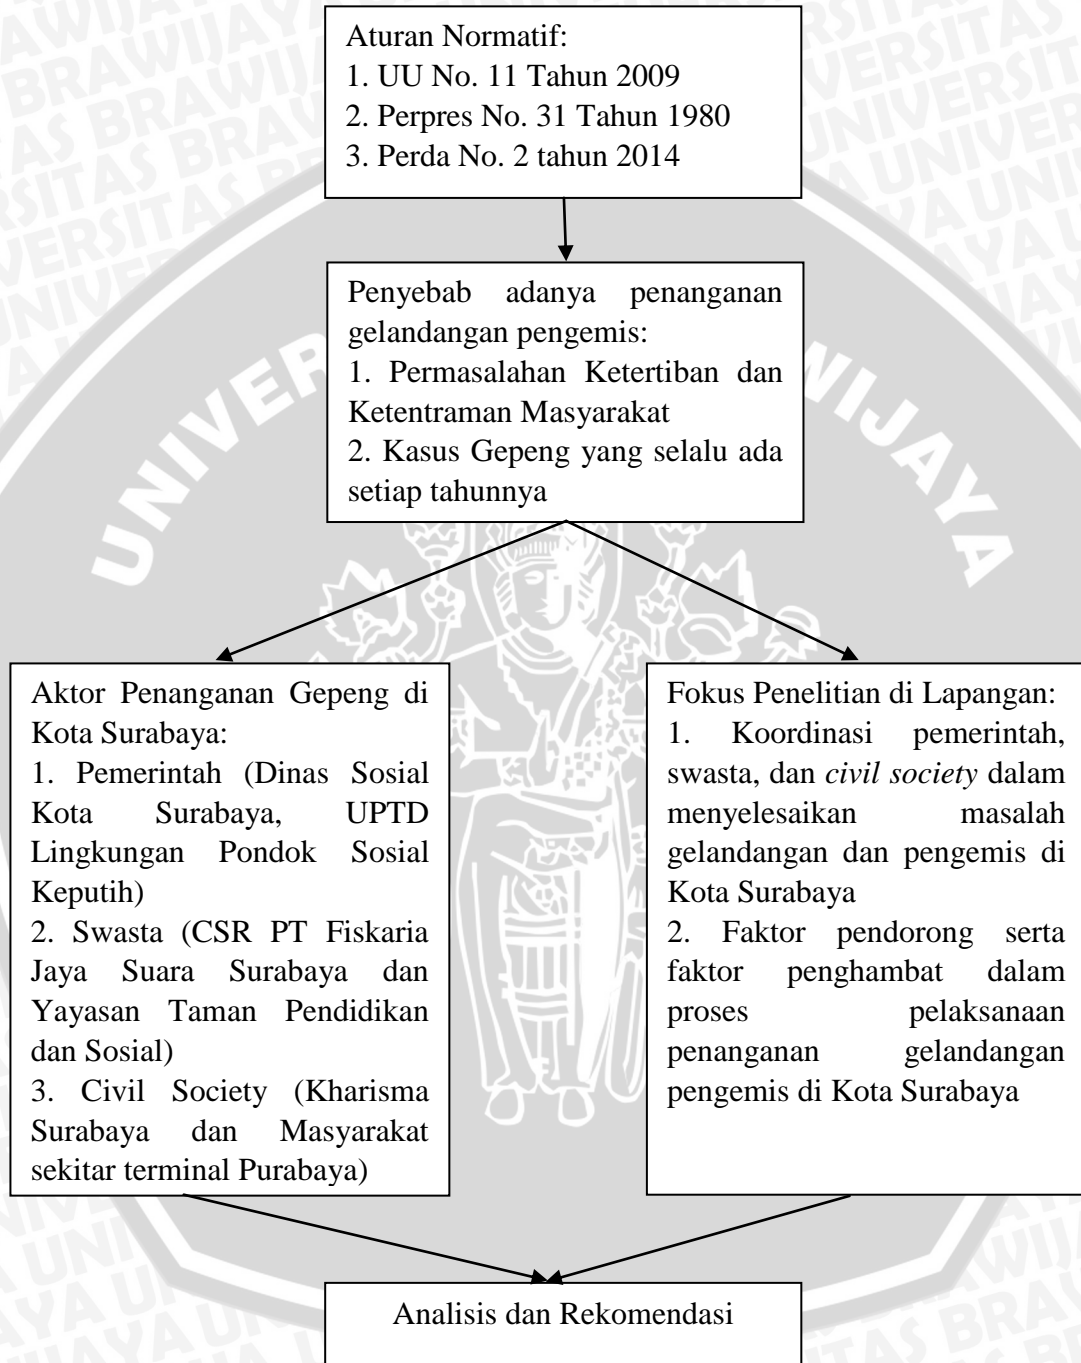 Aturan Normatif:
1. UU No. 11 Tahun 2009
2. Perpres No. 31 Tahun 1980
3. Perda No. 2 tahun 2014
Penyebab adanya penanganan
gelandangan pengemis:
1. Permasalahan Ketertiban dan
Ketentraman Masyarakat
2. Kasus Gepeng yang selalu ada
setiap tahunnya
Aktor Penanganan Gepeng di
Kota Surabaya:
1. Pemerintah (Dinas Sosial
Kota Surabaya, UPTD
Lingkungan Pondok Sosial
Keputih)
2. Swasta (CSR PT Fiskaria
Jaya Suara Surabaya dan
Yayasan Taman Pendidikan
dan Sosial)
3. Civil Society (Kharisma
Surabaya dan Masyarakat
sekitar terminal Purabaya)
Fokus Penelitian di Lapangan:
1. Koordinasi pemerintah,
swasta, dan civil society dalam
menyelesaikan masalah
gelandangan dan pengemis di
Kota Surabaya
2. Faktor pendorong serta
faktor penghambat dalam
proses pelaksanaan
penanganan gelandangan
pengemis di Kota Surabaya
Analisis dan Rekomendasi